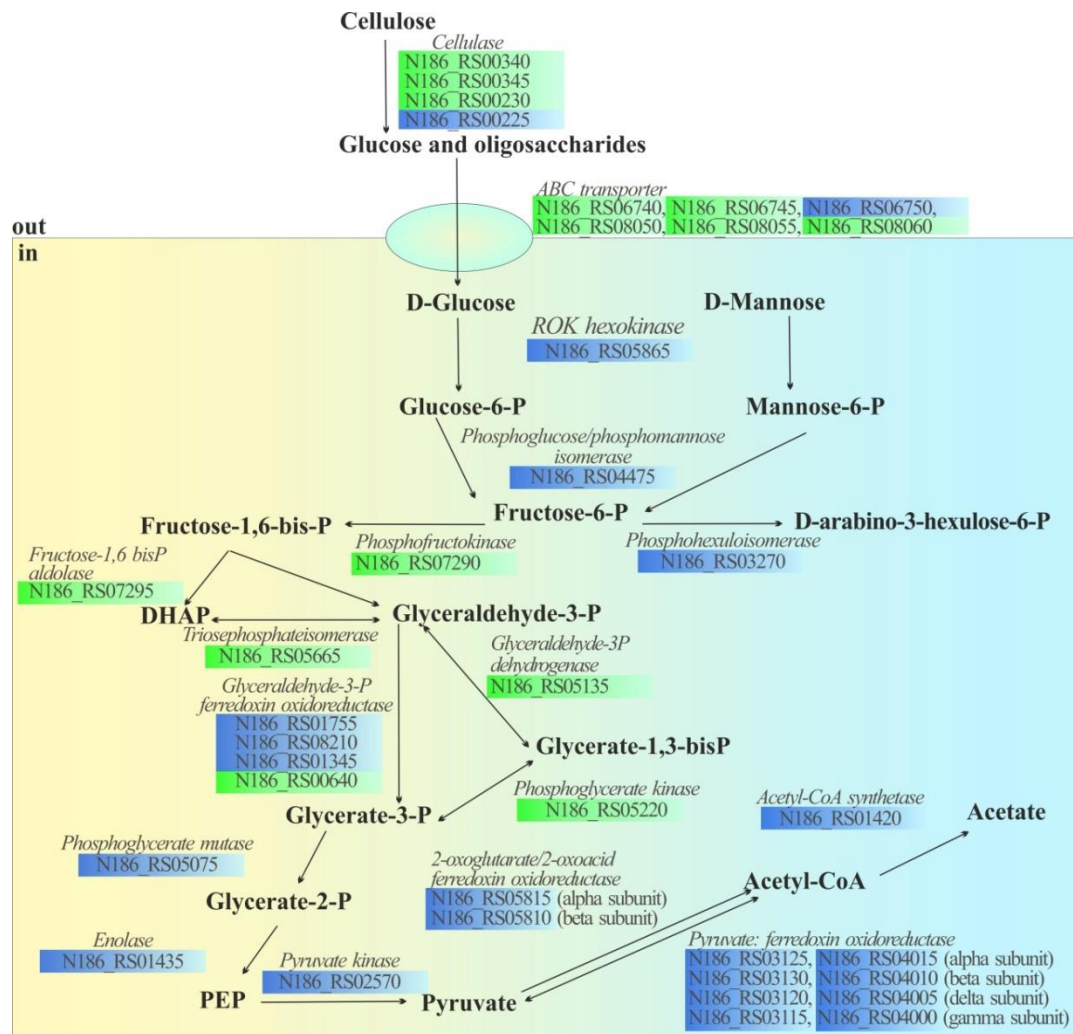 Cellulose
Cellulase
N186_RS00340
N186_RS00345
N186_RS00230
N186_RS00225
Glucose and oligosaccharides
ABC transporter
N186_RS06740, N186_RS06745, N186_RS06750,
N186_RS08050, N186_RS08055, N186_RS08060
out
in
D-Glucose
D-Mannose
ROK hexokinase
N186_RS05865
Glucose-6-P
Mannose-6-P
Phosphoglucose/phosphomannose
isomerase
N186_RS04475
Fructose-6-P
Fructose-1,6-bis-P
D-arabino-3-hexulose-6-P
Fructose-1,6 bisP
aldolase
N186_RS07295
Phosphofructokinase
N186_RS07290
Phosphohexuloisomerase
N186_RS03270
DHAP
Glyceraldehyde-3-P
Triosephosphateisomerase
N186_RS05665
Glyceraldehyde-3P
dehydrogenase
N186_RS05135
Glyceraldehyde-3-P
ferredoxin oxidoreductase
N186_RS01755
N186_RS08210
N186_RS01345
N186_RS00640
Glycerate-1,3-bisP
Phosphoglycerate kinase
N186_RS05220
Glycerate-3-P
Acetyl-CoA synthetase
N186_RS01420
Acetate
Phosphoglycerate mutase
N186_RS05075
2-oxoglutarate/2-oxoacid
ferredoxin oxidoreductase
N186_RS05815 (alpha subunit)
N186_RS05810 (beta subunit)
Acetyl-CoA
Glycerate-2-P
Enolase
N186_RS01435
Pyruvate kinase
N186_RS02570
PEP
Pyruvate
Pyruvate: ferredoxin oxidoreductase
N186_RS03125, N186_RS04015 (alpha subunit)
N186_RS03130, N186_RS04010 (beta subunit)
N186_RS03120, N186_RS04005 (delta subunit)
N186_RS03115, N186_RS04000 (gamma subunit)